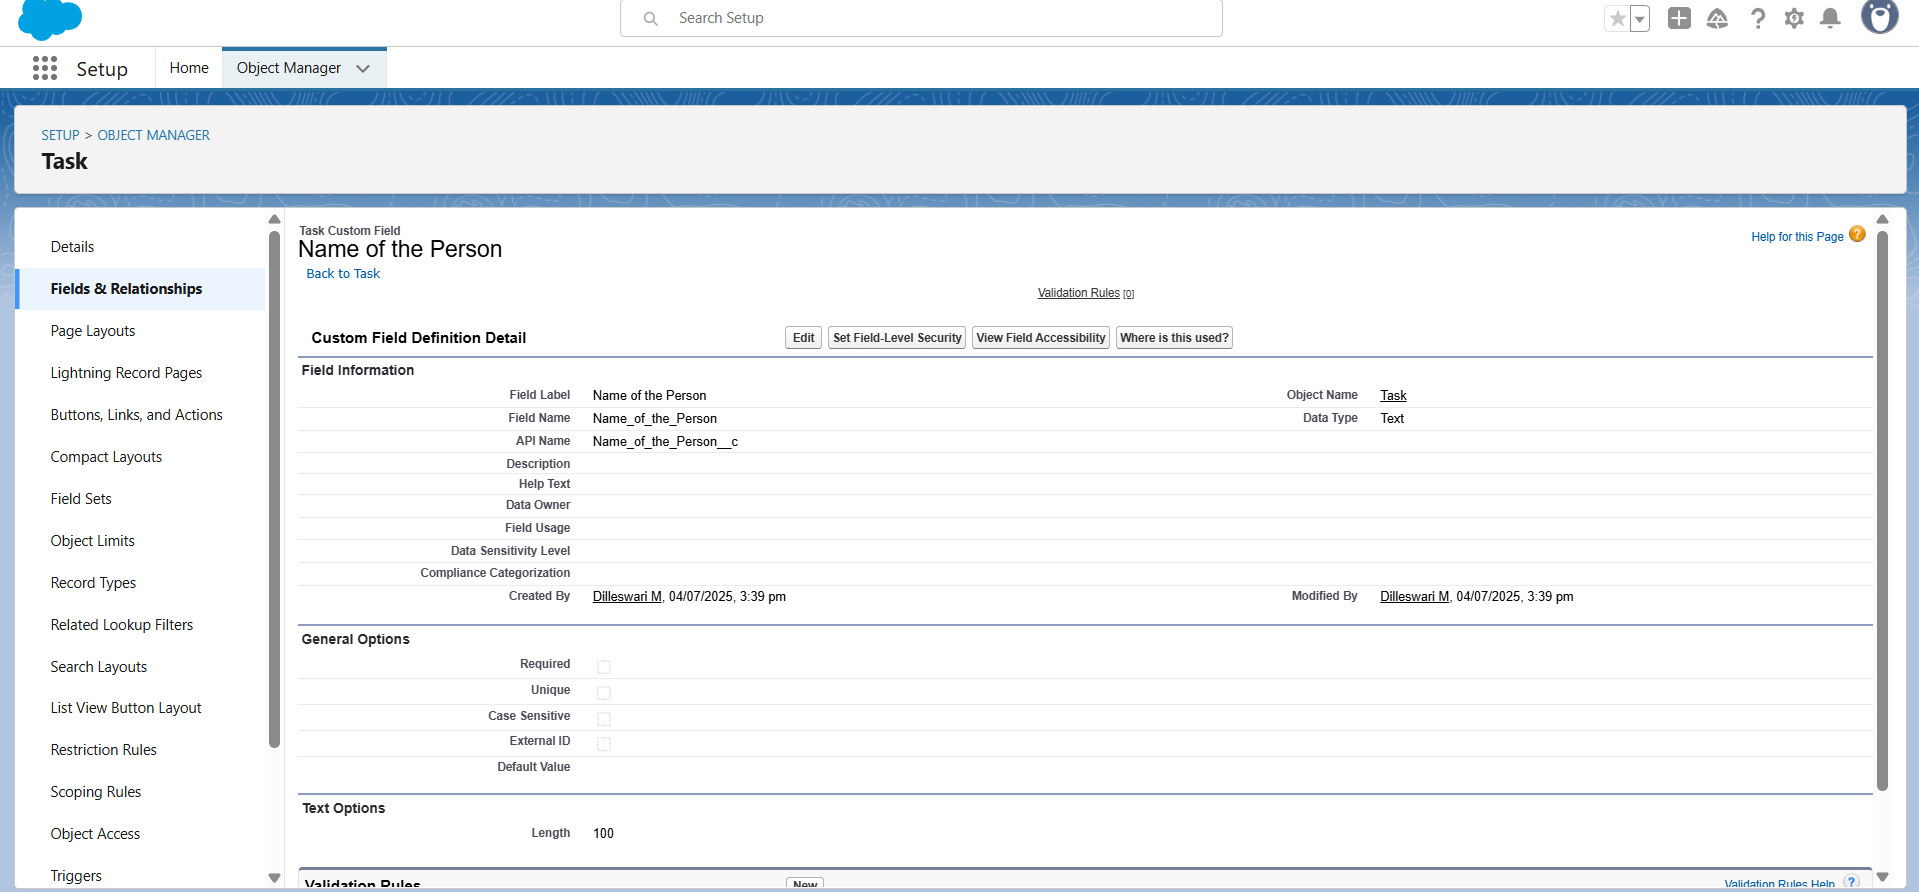 Search Setup
Setup
Home
Object Manager
SETUP > OBJECT MANAGER
Task
Details
Fields & Relationships
Page Layouts
Lightning Record Pages
Buttons, Links, and Actions
Compact Layouts
Field Sets
Object Limits
Record Types
Related Lookup Filters
Search Layouts
List View Button Layout
Restriction Rules
Scoping Rules
Object Access
Triggers
Task Custom Field
Name of the Person
Back to Task
Help for this Page
Validation Rules [0]
Custom Field Definition Detail
Edit
Set Field-Level Security
View Field Accessibility
Where is this used?
Field Information
Field Label Name of the Person
Object Name Task
Field Name Name_of_the_Person
Data Type Text
API Name Name_of_the_Person__c
Description
Help Text
Data Owner
Field Usage
Data Sensitivity Level
Compliance Categorization
Created By Dilleswari M, 04/07/2025, 3:39 pm
Modified By Dilleswari M, 04/07/2025, 3:39 pm
General Options
Required
Unique
Case Sensitive
External ID
Default Value
Text Options
Length 100
Validation Rules
New
Validation Rules Help